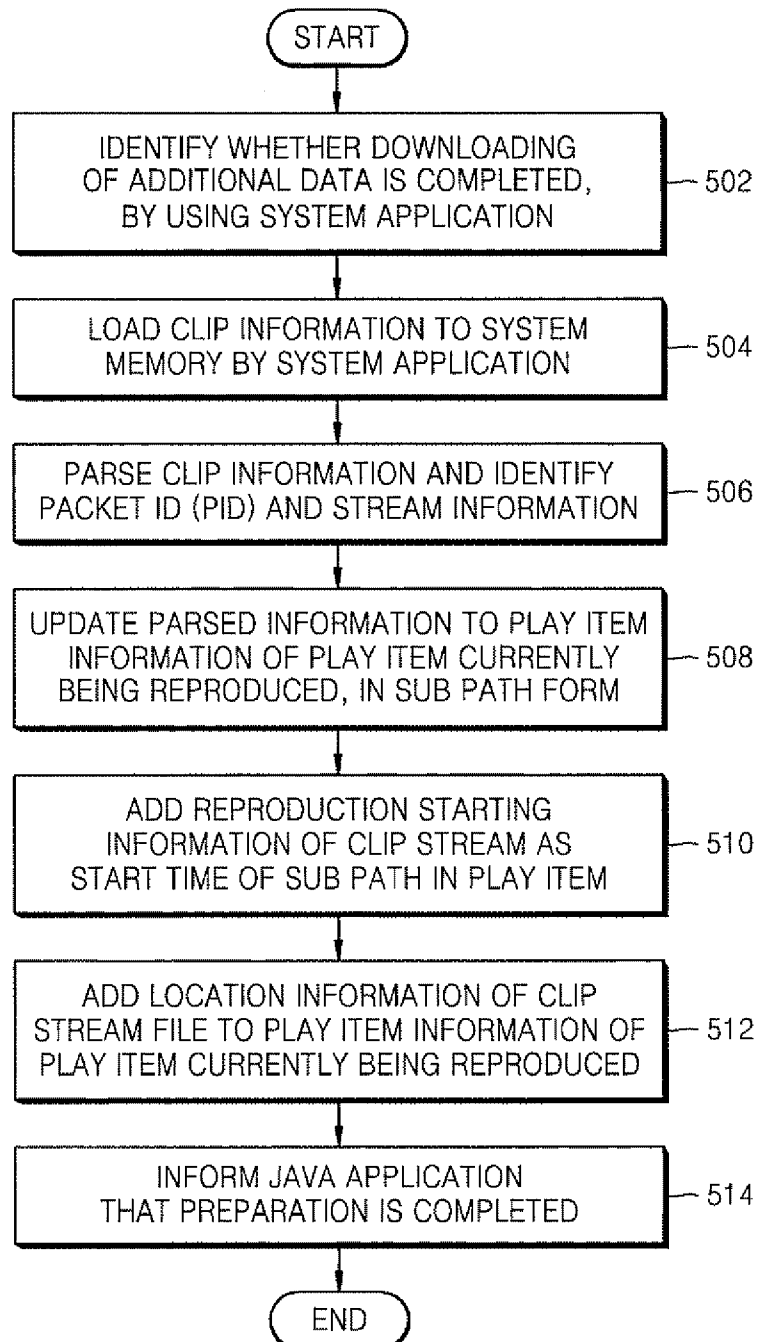 START
IDENTIFY WHETHER DOWNLOADING
OF ADDITIONAL DATA IS COMPLETED,
BY USING SYSTEM APPLICATION
502
LOAD CLIP INFORMATION TO SYSTEM
MEMORY BY SYSTEM APPLICATION
504
PARSE CLIP INFORMATION AND IDENTIFY
PACKET ID (PID) AND STREAM INFORMATION
506
UPDATE PARSED INFORMATION TO PLAY ITEM
INFORMATION OF PLAY ITEM CURRENTLY
BEING REPRODUCED, IN SUB PATH FORM
508
ADD REPRODUCTION STARTING
INFORMATION OF CLIP STREAM AS
START TIME OF SUB PATH IN PLAY ITEM
510
ADD LOCATION INFORMATION OF CLIP
STREAM FILE TO PLAY ITEM INFORMATION OF
PLAY ITEM CURRENTLY BEING REPRODUCED
512
INFORM JAVA APPLICATION
THAT PREPARATION IS COMPLETED
514
END